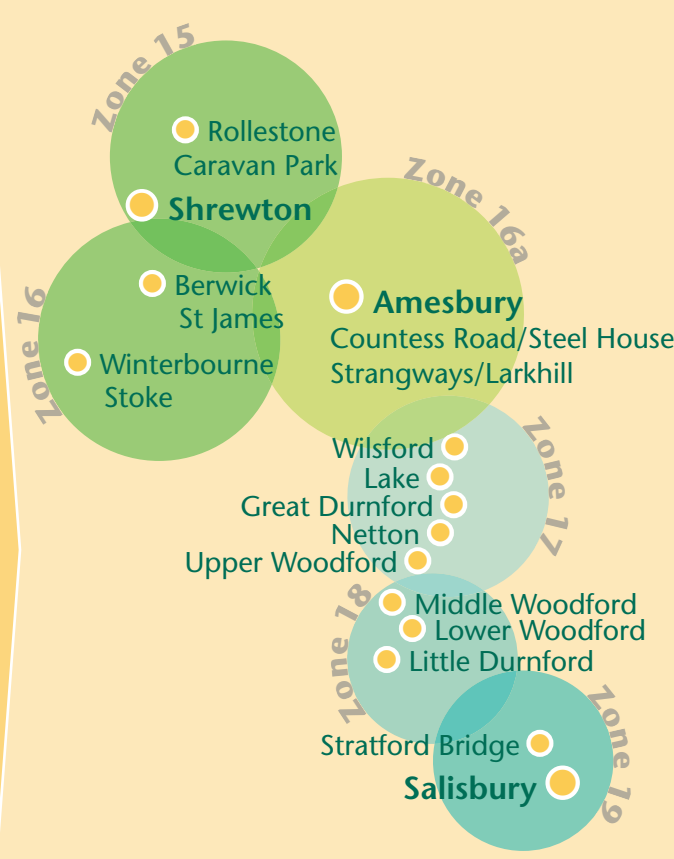 Zone 15
Rollestone
Caravan Park
Shrewton
Zone 16a
Zone 16
Berwick
St James
Winterbourne
Stoke
Amesbury
Countess Road/Steel House
Strangways/Larkhill
Zone 17
Wilsford
Lake
Great Durnford
Netton
Upper Woodford
Zone 18
Middle Woodford
Lower Woodford
Little Durnford
Zone 19
Stratford Bridge
Salisbury